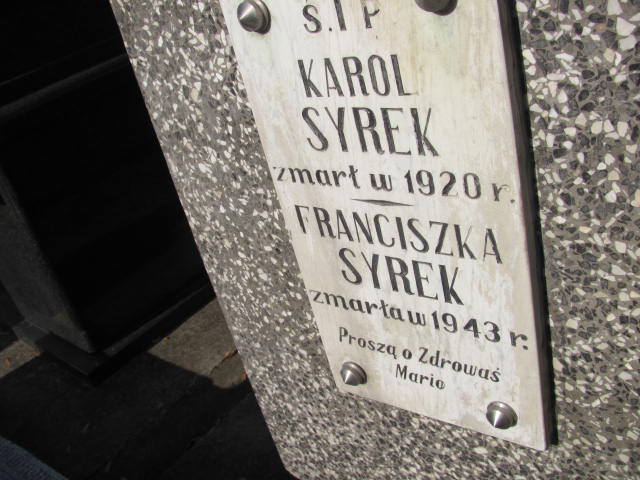 Ś.†P.
KAROL
SYREK
zmarł w 1920 r.
FRANCISZKA
SYREK
zmarła w 1943 r.
Proszą o Zdrowaś
Mario